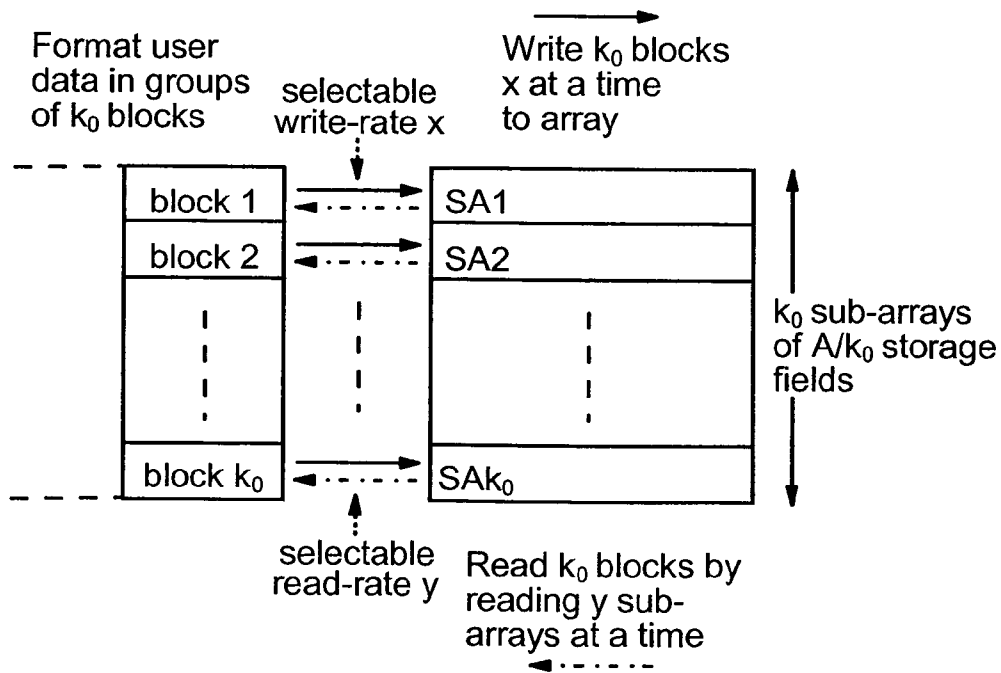 Format user
data in groups
of k₀ blocks
selectable
write-rate x
Write k₀ blocks
x at a time
to array
block 1
SA1
block 2
SA2
k₀ sub-arrays
of A/k₀ storage
fields
block k₀
SAk₀
selectable
read-rate y
Read k₀ blocks by
reading y sub-
arrays at a time